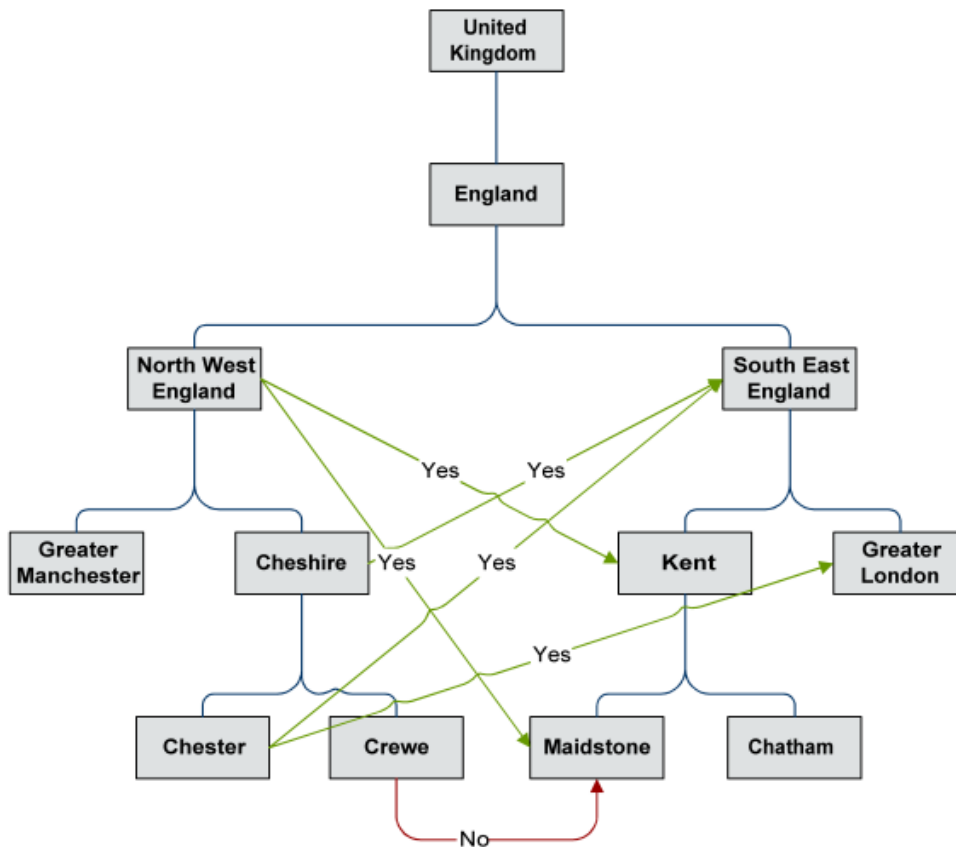 United
Kingdom
England
North West
England
South East
England
Yes
Yes
Greater
Manchester
Cheshire
Yes
Yes
Kent
Greater
London
Yes
Chester
Crewe
Maidstone
Chatham
No